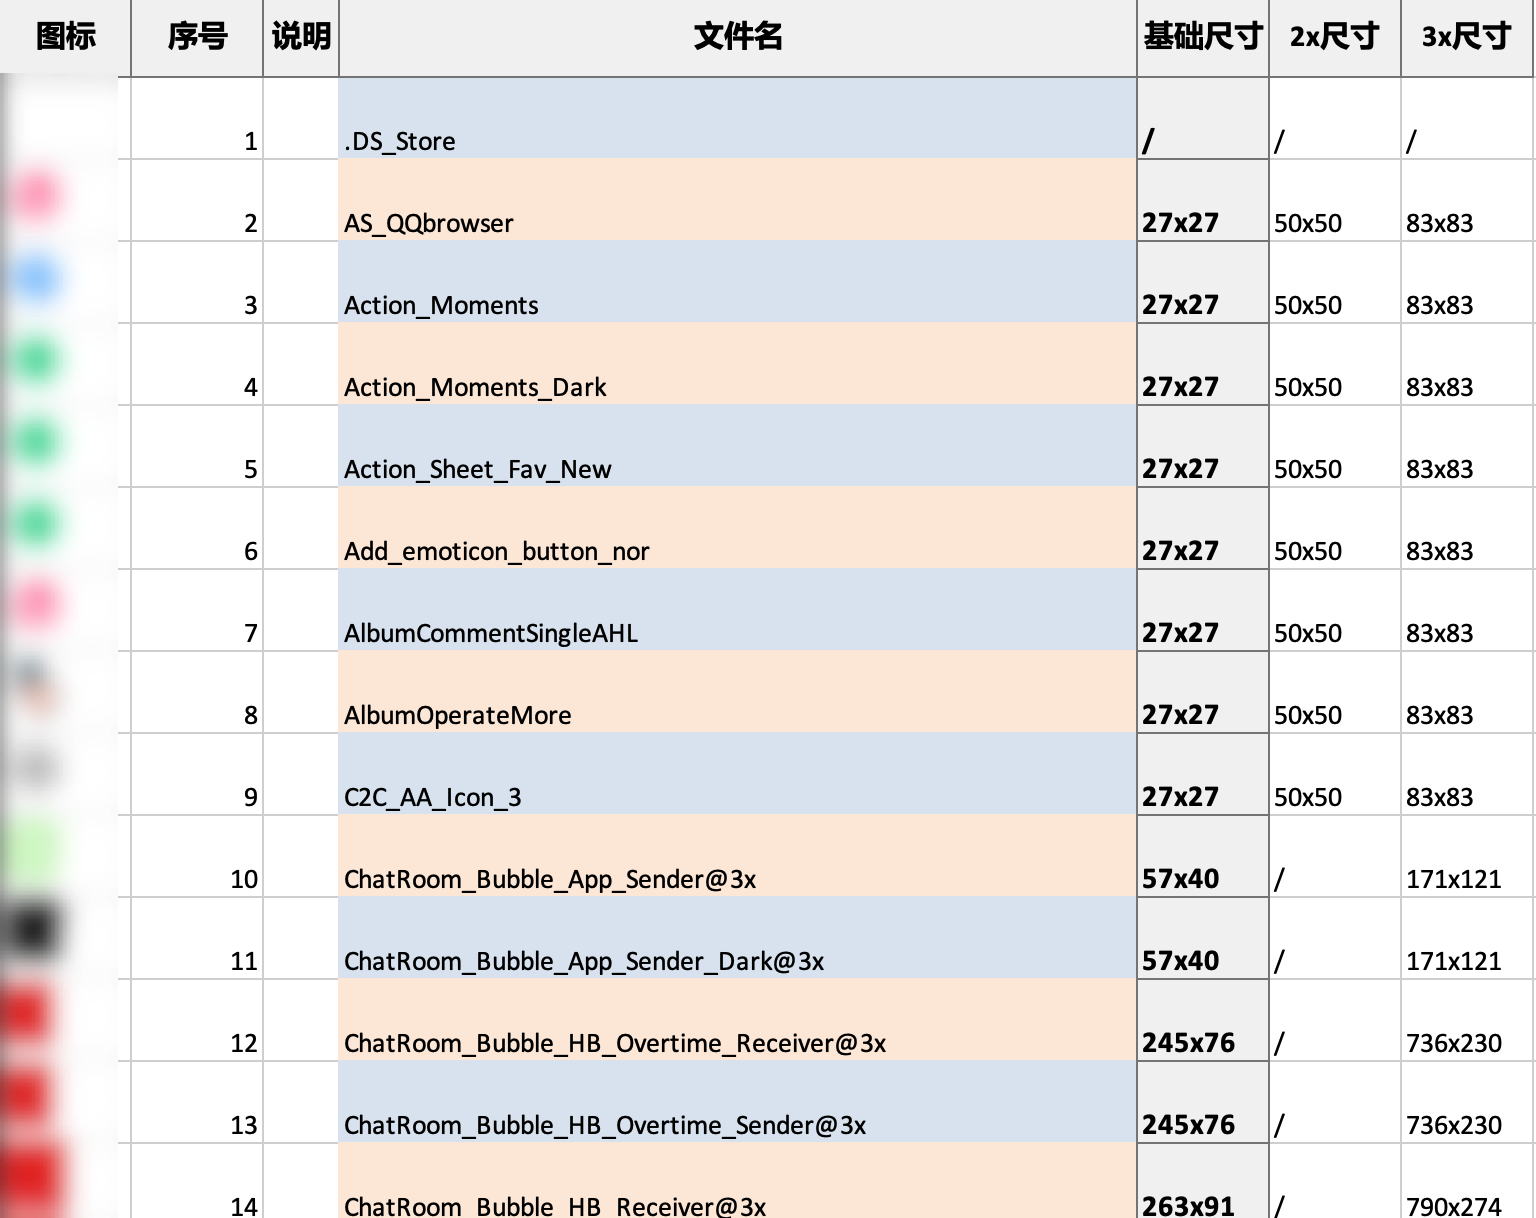 图标 序号 说明 文件名 基础尺寸 2x尺寸 3x尺寸
1 .DS_Store / / /
2 AS_QQbrowser 27x27 50x50 83x83
3 Action_Moments 27x27 50x50 83x83
4 Action_Moments_Dark 27x27 50x50 83x83
5 Action_Sheet_Fav_New 27x27 50x50 83x83
6 Add_emoticon_button_nor 27x27 50x50 83x83
7 AlbumCommentSingleAHL 27x27 50x50 83x83
8 AlbumOperateMore 27x27 50x50 83x83
9 C2C_AA_Icon_3 27x27 50x50 83x83
10 ChatRoom_Bubble_App_Sender@3x 57x40 / 171x121
11 ChatRoom_Bubble_App_Sender_Dark@3x 57x40 / 171x121
12 ChatRoom_Bubble_HB_Overtime_Receiver@3x 245x76 / 736x230
13 ChatRoom_Bubble_HB_Overtime_Sender@3x 245x76 / 736x230
14 ChatRoom_Bubble_HB_Receiver@3x 263x91 / 790x274